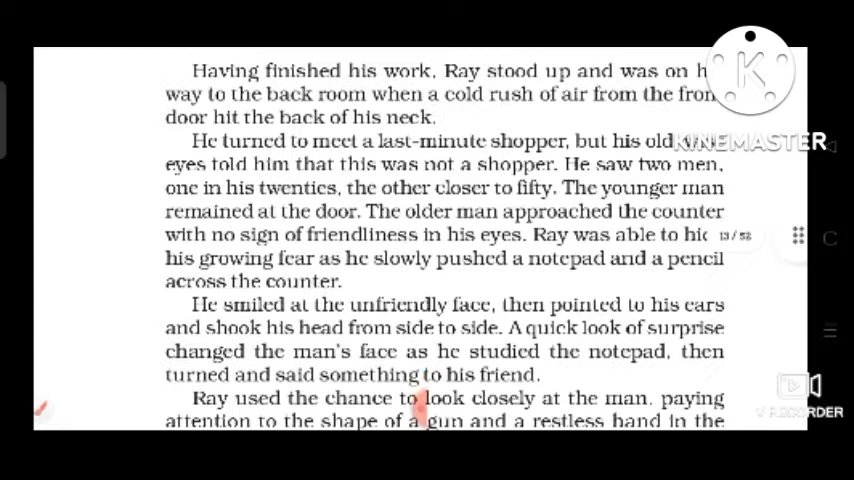 Having finished his work, Ray stood up and was on h
way to the back room when a cold rush of air from the fron
door hit the back of his neck.
He turned to meet a last-minute shopper, but his old
eyes told him that this was not a shopper. He saw two men,
one in his twenties, the other closer to fifty. The younger man
remained at the door. The older man approached the counter
with no sign of friendliness in his eyes. Ray was able to hid
his growing fear as he slowly pushed a notepad and a pencil
across the counter.
He smiled at the unfriendly face, then pointed to his ears
and shook his head from side to side. A quick look of surprise
changed the man's face as he studied the notepad, then
turned and said something to his friend.
Ray used the chance to look closely at the man, paying
attention to the shape of a gun and a restless hand in the
K
KINEMASTER
13/52
V RECORDER